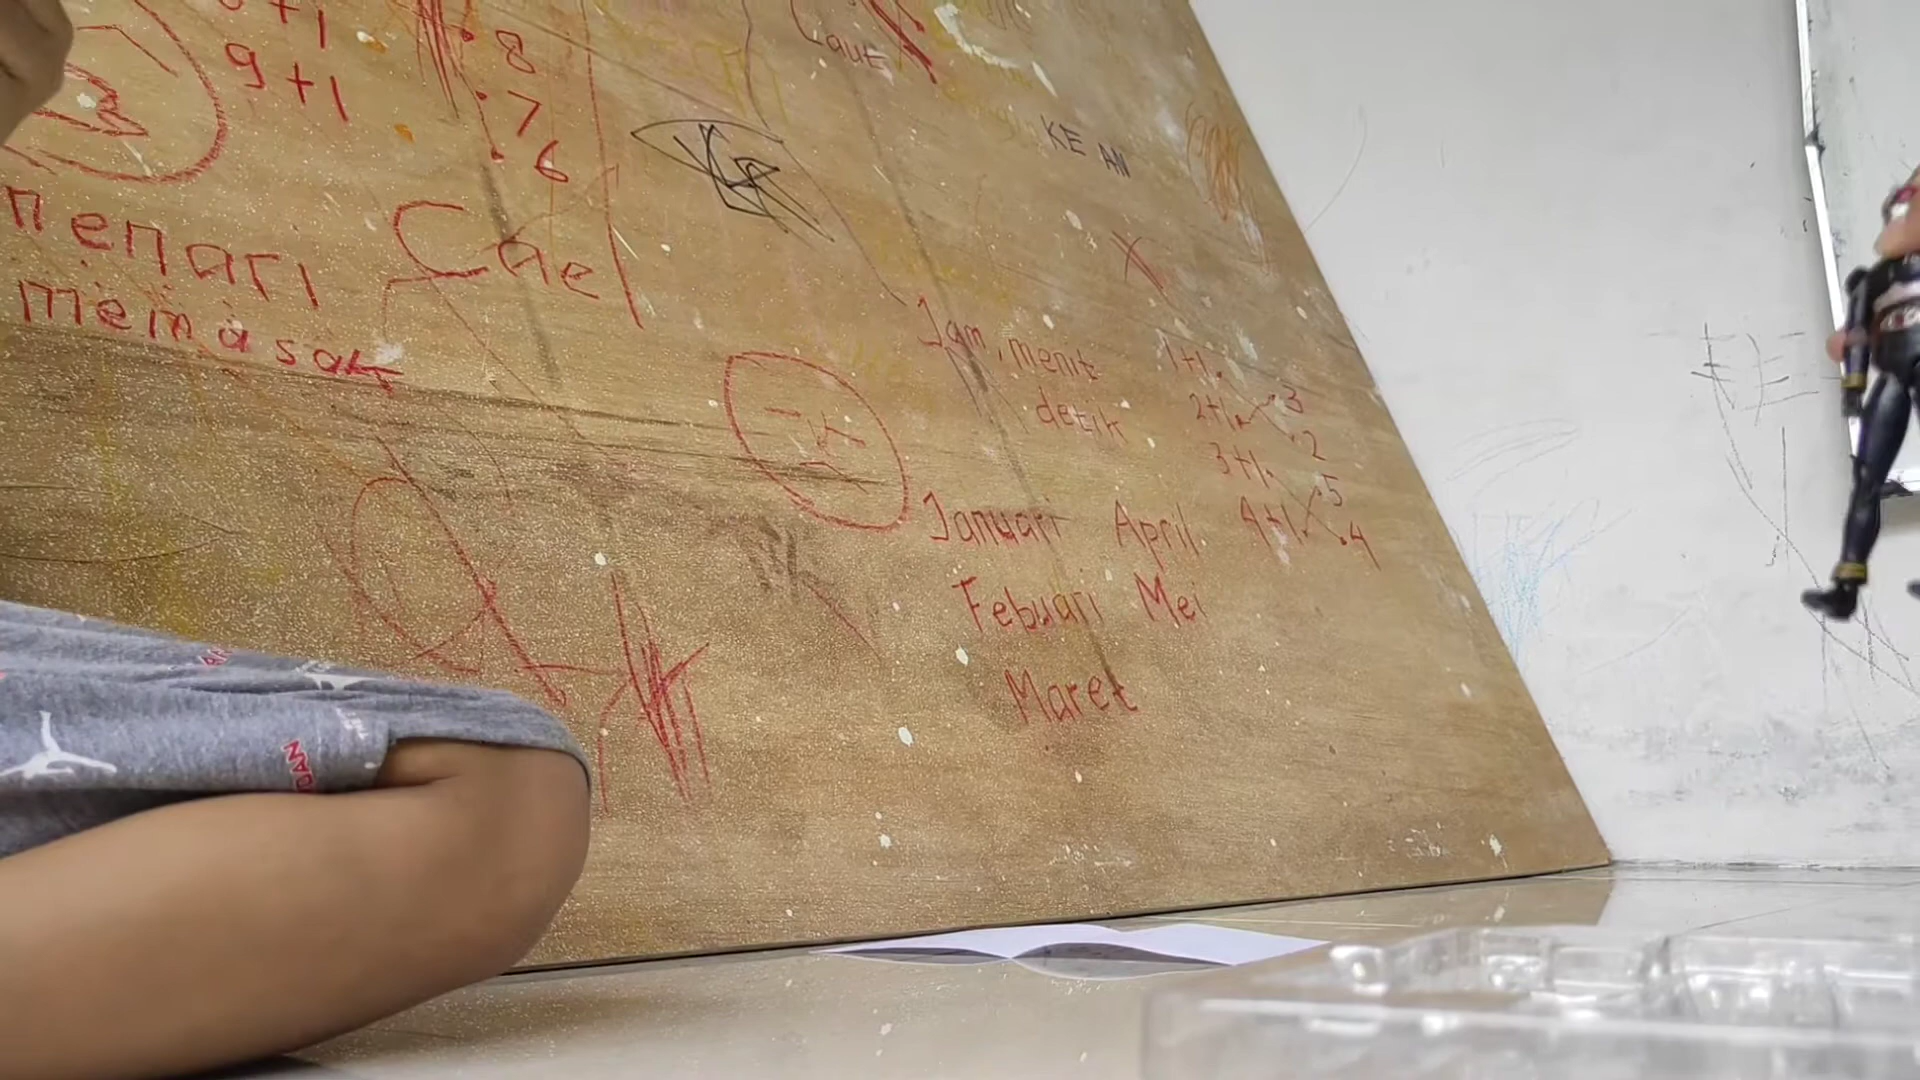 9+1
8
7
6
Laut
KE AN
menari
memasak
Cael
Jam, menit
detik
1+1
2+1
3+1
4+1
3
2
5
4
Januari April
Febuari Mei
Maret